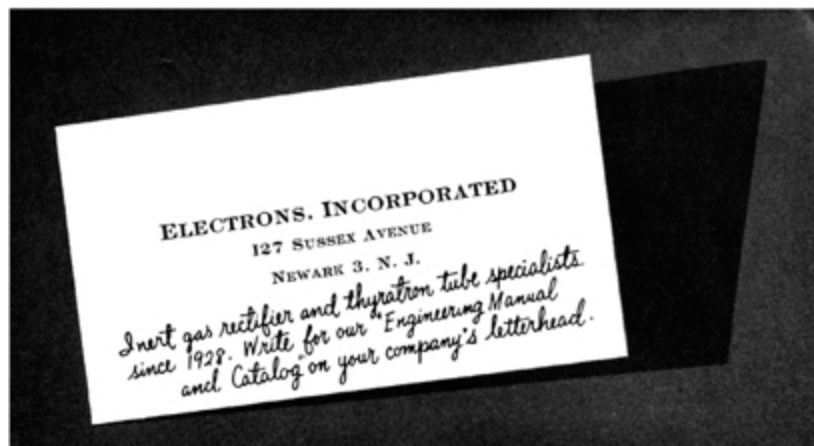 ELECTRONS, INCORPORATED
127 SUSSEX AVENUE
NEWARK 3, N. J.
Inert gas rectifier and thyratron tube specialists
since 1928. Write for our "Engineering Manual
and Catalog" on your company's letterhead.